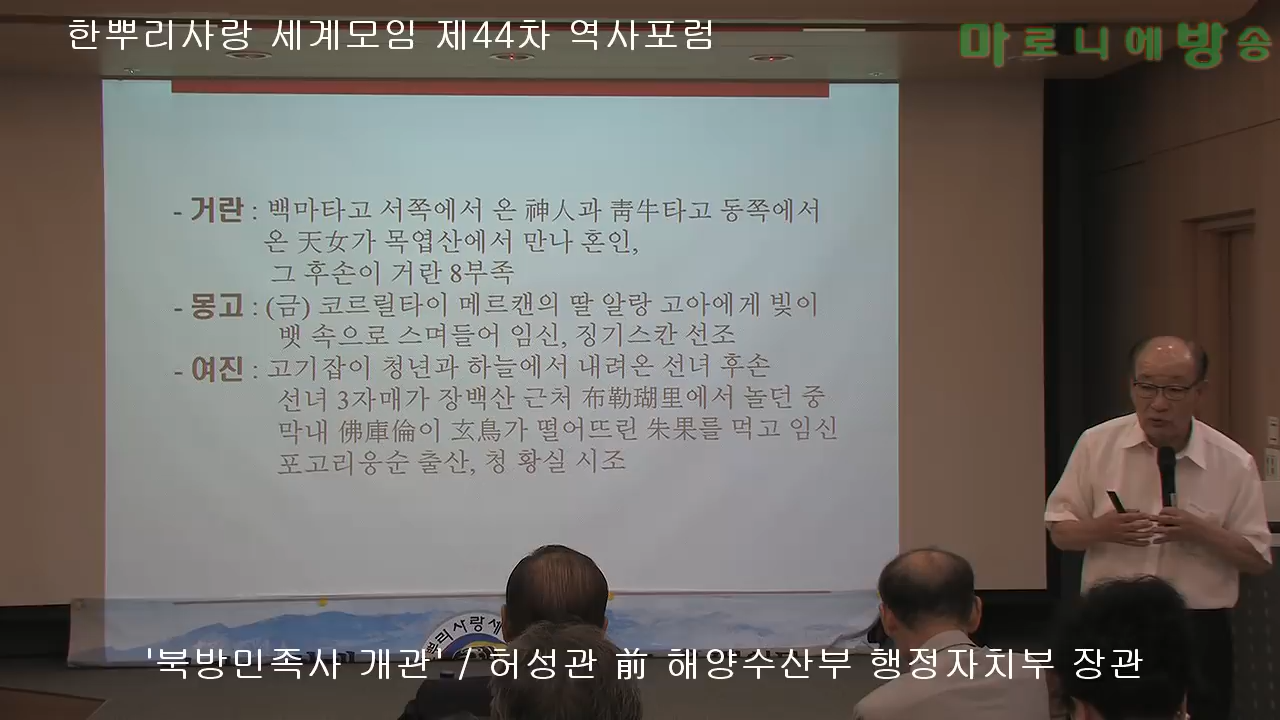 한뿌리사랑 세계모임 제44차 역사포럼
마로니에방송
- 거란 : 백마타고 서쪽에서 온 神人과 靑牛타고 동쪽에서
온 天女가 목엽산에서 만나 혼인,
그 후손이 거란 8부족
- 몽고 : (금) 코르릴타이 메르캔의 딸 알랑 고아에게 빛이
뱃 속으로 스며들어 임신, 징기스칸 선조
- 여진 : 고기잡이 청년과 하늘에서 내려온 선녀 후손
선녀 3자매가 장백산 근처 布勒瑚里에서 놀던 중
막내 佛庫倫이 玄鳥가 떨어뜨린 朱果를 먹고 임신
포고리웅순 출산, 청 황실 시조
뿌리사랑세
'북방민족사 개관' / 허성관 前 해양수산부 행정자치부 장관